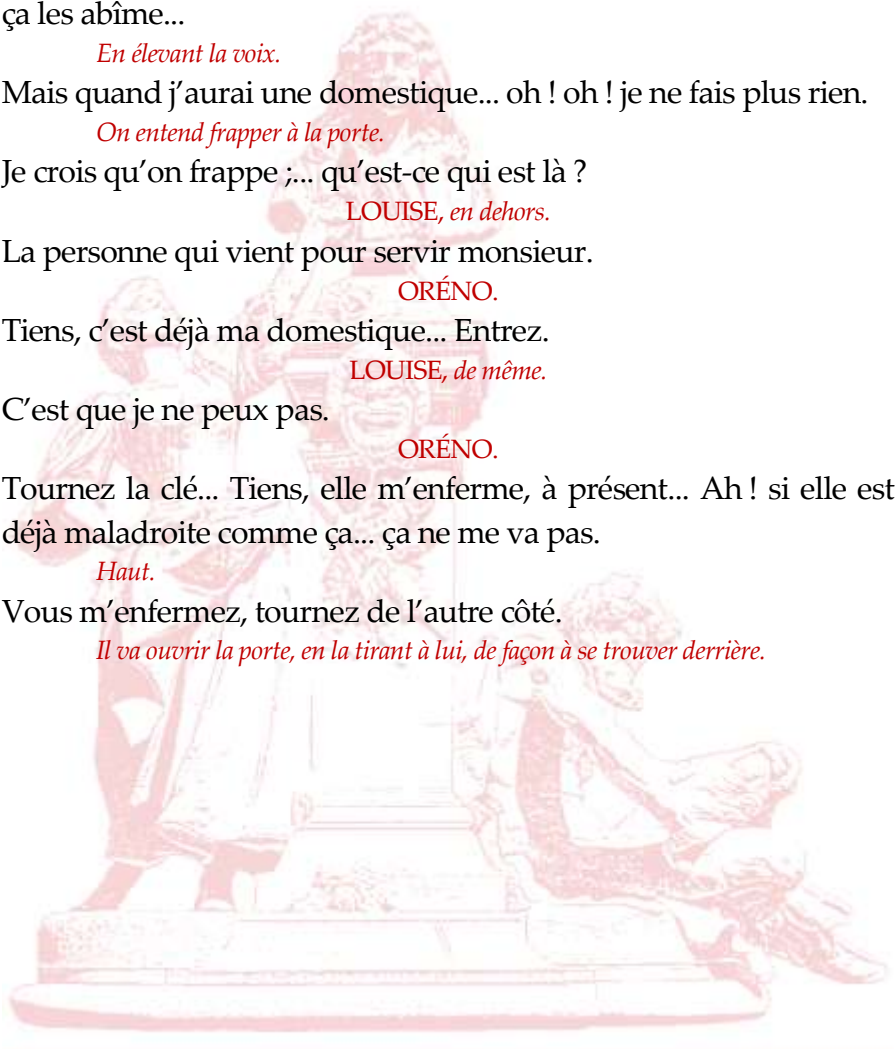 ça les abîme...
En élevant la voix.
Mais quand j’aurai une domestique... oh ! oh ! je ne fais plus rien.
On entend frapper à la porte.
Je crois qu’on frappe ;... qu’est-ce qui est là ?
LOUISE, en dehors.
La personne qui vient pour servir monsieur.
ORÉNO.
Tiens, c’est déjà ma domestique... Entrez.
LOUISE, de même.
C’est que je ne peux pas.
ORÉNO.
Tournez la clé... Tiens, elle m’enferme, à présent... Ah ! si elle est
déjà maladroite comme ça... ça ne me va pas.
Haut.
Vous m’enfermez, tournez de l’autre côté.
Il va ouvrir la porte, en la tirant à lui, de façon à se trouver derrière.